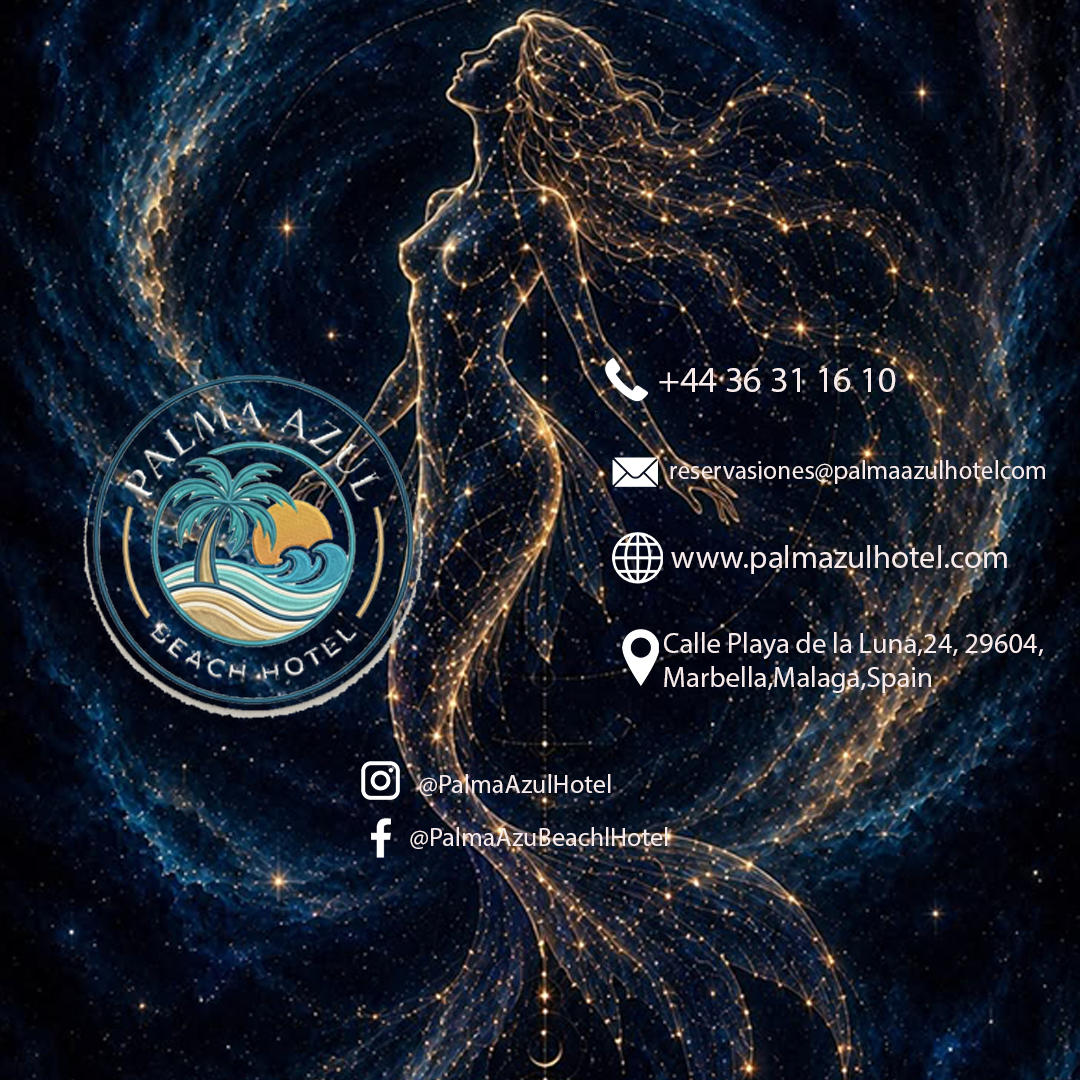 PALMA AZUL
BEACH HOTEL
+44 36 31 16 10
reservasiones@palmaazulhotelcom
www.palmazulhotel.com
Calle Playa de la Luna,24, 29604,
Marbella,Malaga,Spain
@PalmaAzulHotel
@PalmaAzuBeachlHotel